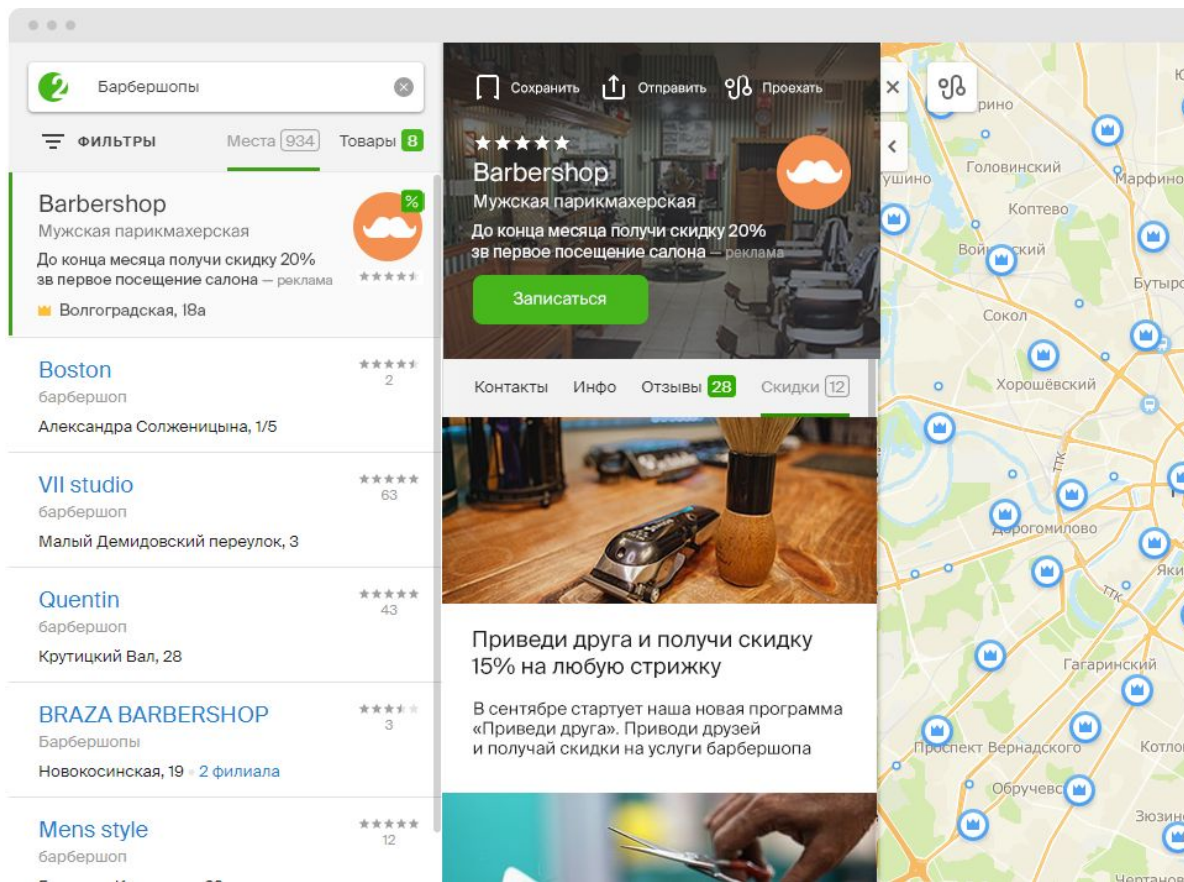 Барбершопы
ФИЛЬТРЫ
Места 934
Товары 8
Barbershop
%
Мужская парикмахерская
До конца месяца получи скидку 20%
зв первое посещение салона — реклама
Волгоградская, 18а
Boston
2
барбершоп
Александра Солженицына, 1/5
VII studio
63
барбершоп
Малый Демидовский переулок, 3
Quentin
43
барбершоп
Крутицкий Вал, 28
BRAZA BARBERSHOP
3
Барбершопы
Новокосинская, 19 2 филиала
Mens style
12
барбершоп
Сохранить
Отправить
Проехать
Barbershop
Мужская парикмахерская
До конца месяца получи скидку 20%
зв первое посещение салона — реклама
Записаться
Контакты
Инфо
Отзывы 28
Скидки 12
Приведи друга и получи скидку
15% на любую стрижку
В сентябре стартует наша новая программа
«Приведи друга». Приводи друзей
и получай скидки на услуги барбершопа
рино
Головинский
ушино
Марфино
Коптево
Войковский
Бутырс
Сокол
Хорошёвский
ТТК
Дорогомилово
Яки
ТТК
Гагаринский
Проспект Вернадского
Котло
Обручевс
Зюзин
Чертанов